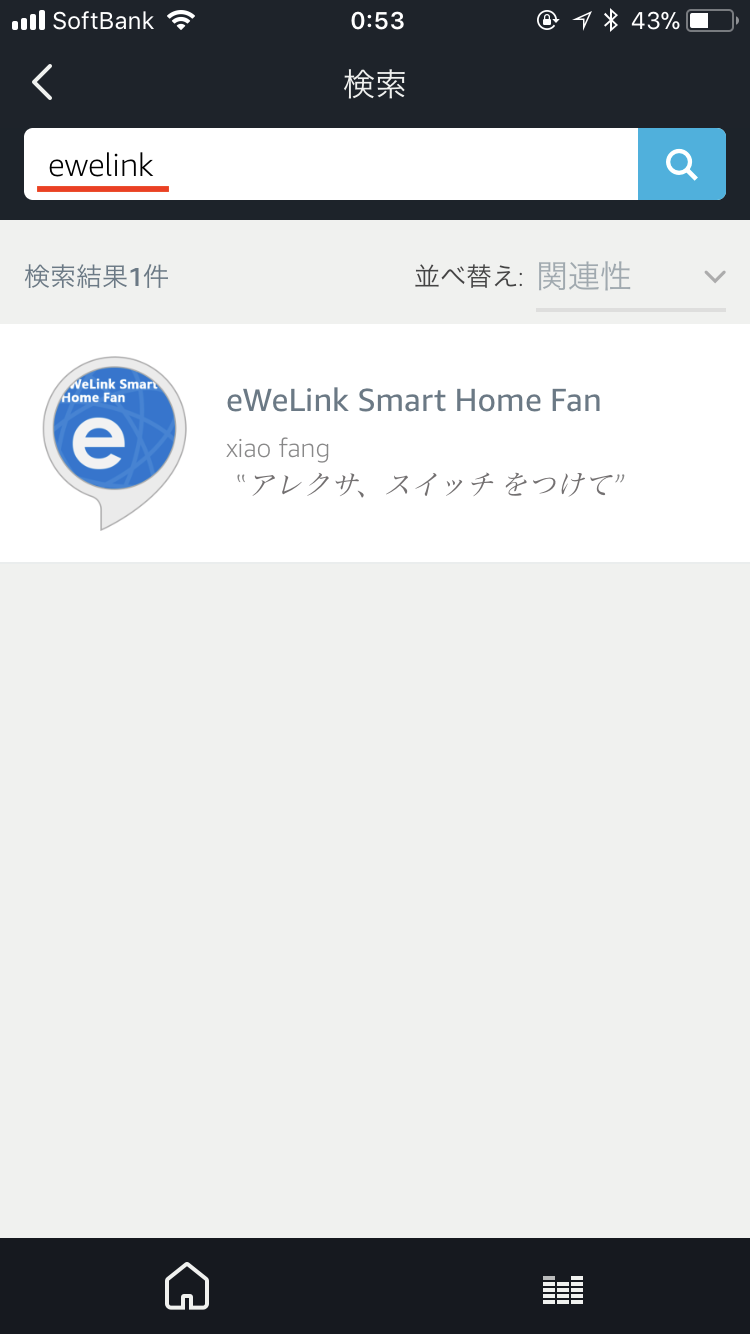 SoftBank 0:53 43%
検索
ewelink
検索結果1件 並べ替え: 関連性
WeLink Smart
Home Fan
e
eWeLink Smart Home Fan
xiao fang
“アレクサ、スイッチ をつけて”